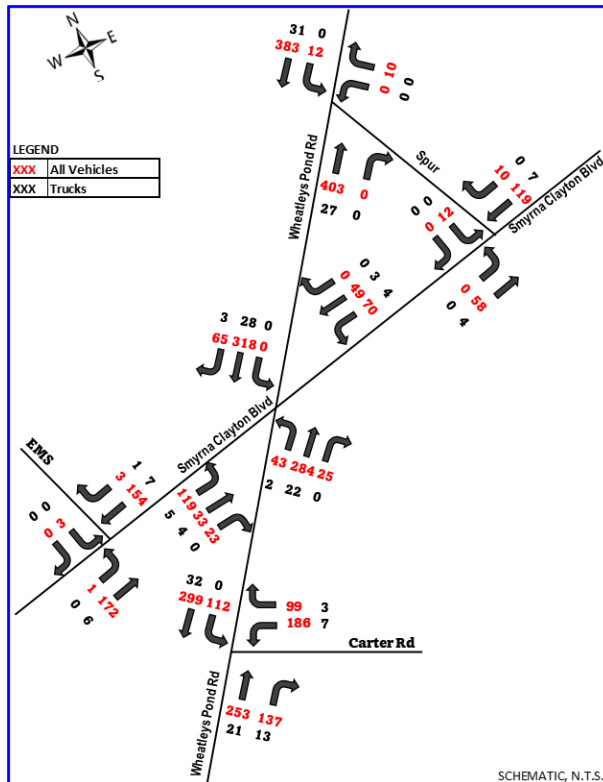 N
E
W
S
LEGEND
XXX All Vehicles
XXX Trucks
31 0
383 12
10 0
0 0
Wheatleys Pond Rd
Spur
403 0
27 0
0 7
10 119
Smyrna Clayton Blvd
0 0
0 12
0 58
0 4
0 3 4
0 49 70
3 28 0
65 318 0
Smyrna Clayton Blvd
EMS
43 284 25
2 22 0
1 7
3 154
119 33 23
5 4 0
0 0
0 3
1 172
0 6
32 0
299 112
99 3
186 7
Carter Rd
Wheatleys Pond Rd
253 137
21 13
SCHEMATIC, N.T.S.